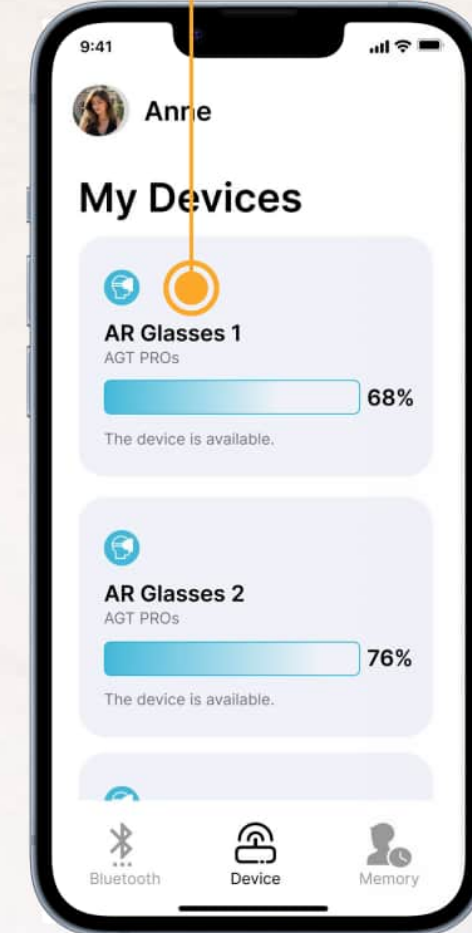 9:41
Anne
My Devices
AR Glasses 1
AGT PROs
68%
The device is available.
AR Glasses 2
AGT PROs
76%
The device is available.
Bluetooth
Device
Memory